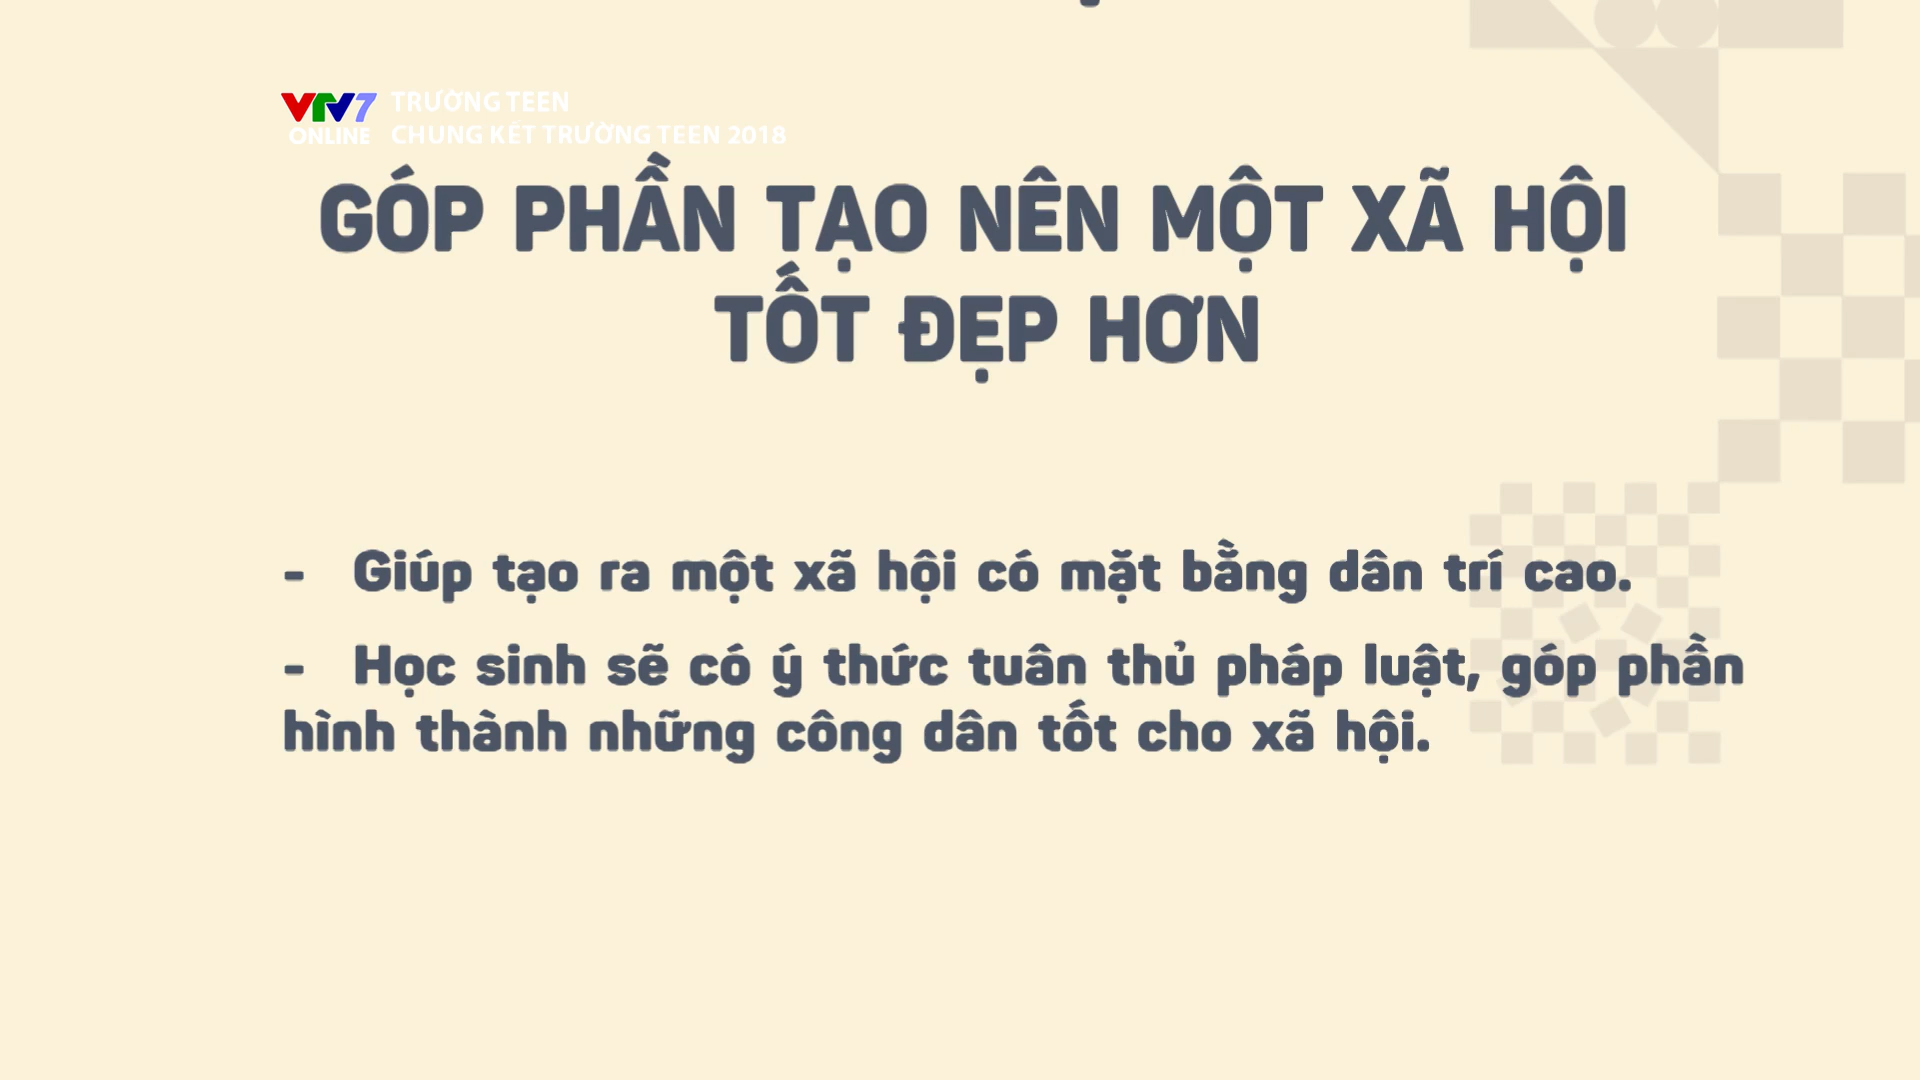 VTV7 TRƯỜNG TEEN
ONLINE CHUNG KẾT TRƯỜNG TEEN 2018
GÓP PHẦN TẠO NÊN MỘT XÃ HỘI
TỐT ĐẸP HƠN
- Giúp tạo ra một xã hội có mặt bằng dân trí cao.
- Học sinh sẽ có ý thức tuân thủ pháp luật, góp phần
hình thành những công dân tốt cho xã hội.